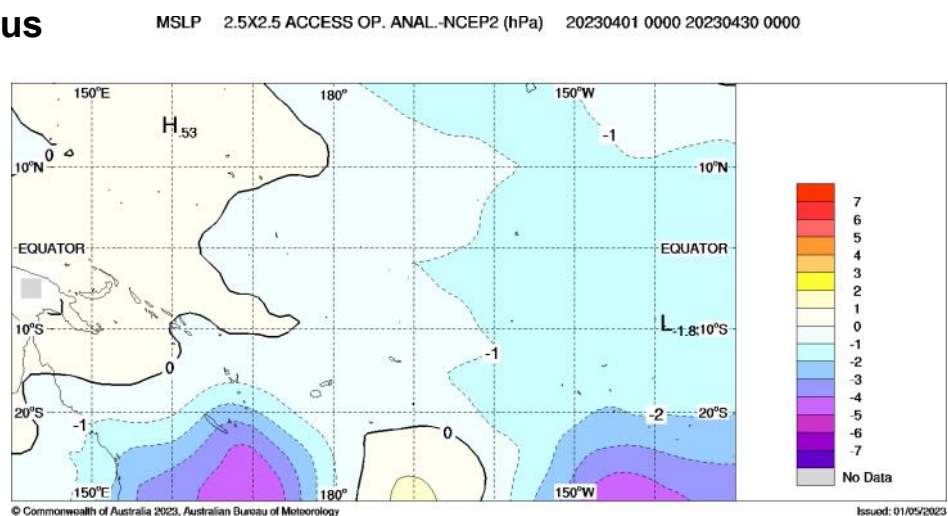 us
MSLP 2.5X2.5 ACCESS OP. ANAL.-NCEP2 (hPa) 20230401 0000 20230430 0000
150°E 180° 150°W
H.53
-1
0
10°N 10°N
EQUATOR EQUATOR
10°S L-1.8 10°S
-1
0
20°S 20°S
-2
-1
0
150°E 180° 150°W
7
6
5
4
3
2
1
0
-1
-2
-3
-4
-5
-6
-7
No Data
© Commonwealth of Australia 2023, Australian Bureau of Meteorology
Issued: 01/05/2023